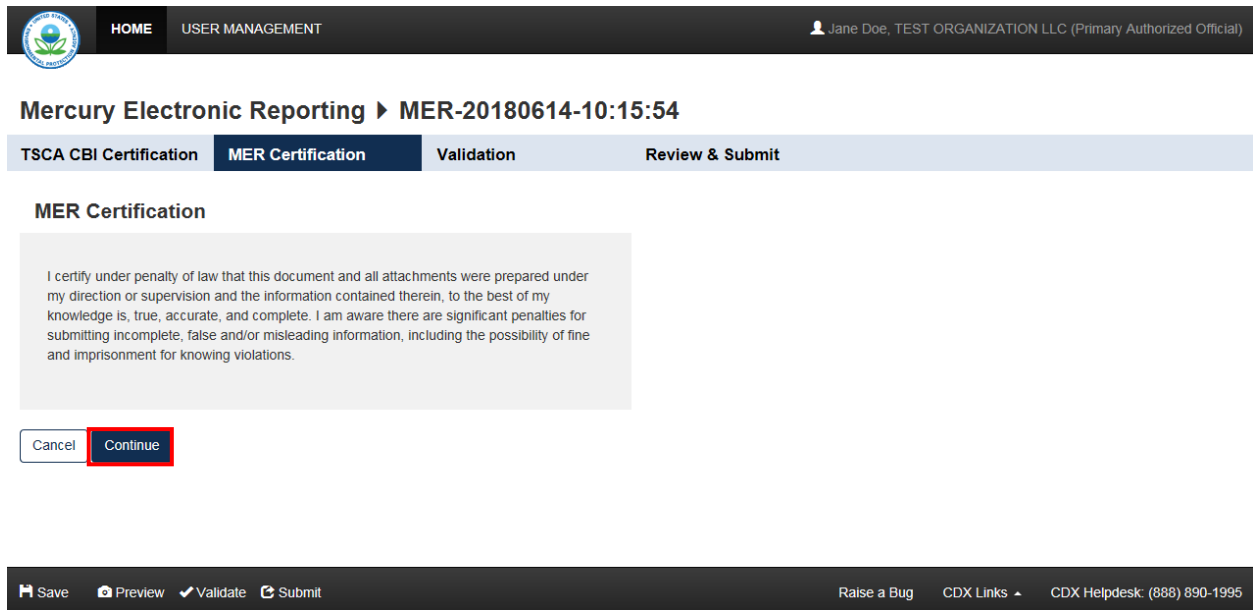 HOME USER MANAGEMENT Jane Doe, TEST ORGANIZATION LLC (Primary Authorized Official)
Mercury Electronic Reporting MER-20180614-10:15:54
TSCA CBI Certification MER Certification Validation Review & Submit
MER Certification
I certify under penalty of law that this document and all attachments were prepared under
my direction or supervision and the information contained therein, to the best of my
knowledge is, true, accurate, and complete. I am aware there are significant penalties for
submitting incomplete, false and/or misleading information, including the possibility of fine
and imprisonment for knowing violations.
Cancel Continue
Save Preview Validate Submit Raise a Bug CDX Links CDX Helpdesk: (888) 890-1995